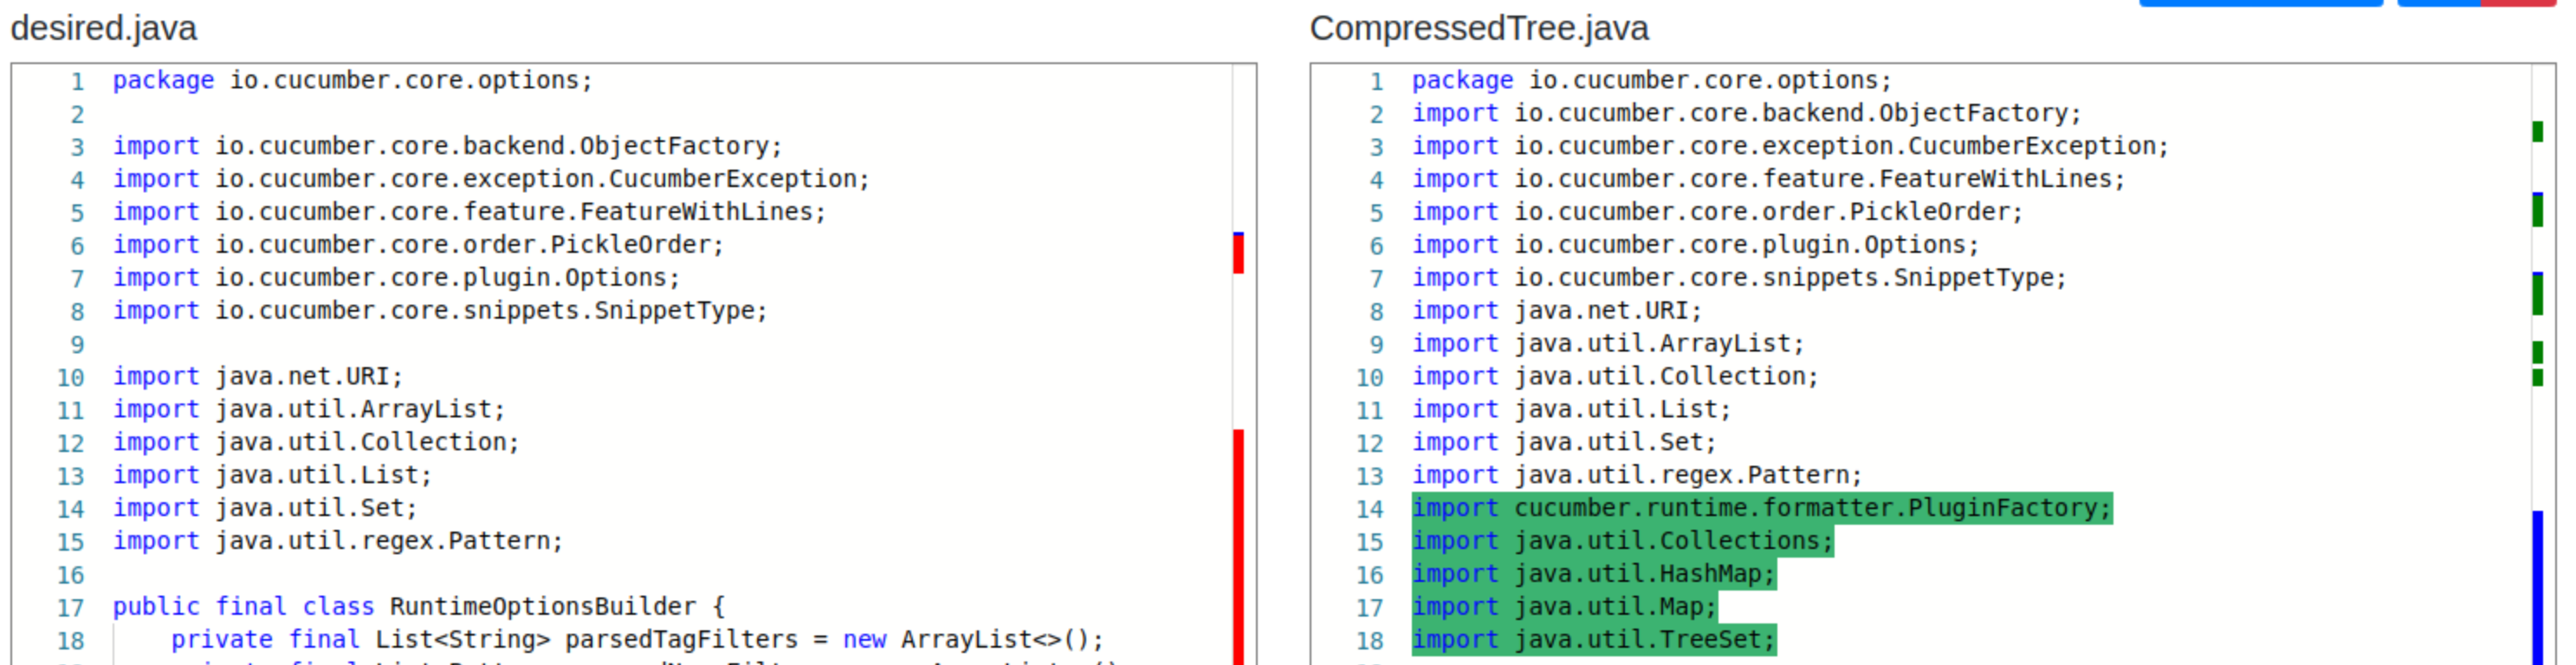 desired.java
1 package io.cucumber.core.options;
2
3 import io.cucumber.core.backend.ObjectFactory;
4 import io.cucumber.core.exception.CucumberException;
5 import io.cucumber.core.feature.FeatureWithLines;
6 import io.cucumber.core.order.PickleOrder;
7 import io.cucumber.core.plugin.Options;
8 import io.cucumber.core.snippets.SnippetType;
9
10 import java.net.URI;
11 import java.util.ArrayList;
12 import java.util.Collection;
13 import java.util.List;
14 import java.util.Set;
15 import java.util.regex.Pattern;
16
17 public final class RuntimeOptionsBuilder {
18 private final List<String> parsedTagFilters = new ArrayList<>();
CompressedTree.java
1 package io.cucumber.core.options;
2 import io.cucumber.core.backend.ObjectFactory;
3 import io.cucumber.core.exception.CucumberException;
4 import io.cucumber.core.feature.FeatureWithLines;
5 import io.cucumber.core.order.PickleOrder;
6 import io.cucumber.core.plugin.Options;
7 import io.cucumber.core.snippets.SnippetType;
8 import java.net.URI;
9 import java.util.ArrayList;
10 import java.util.Collection;
11 import java.util.List;
12 import java.util.Set;
13 import java.util.regex.Pattern;
14 import cucumber.runtime.formatter.PluginFactory;
15 import java.util.Collections;
16 import java.util.HashMap;
17 import java.util.Map;
18 import java.util.TreeSet;